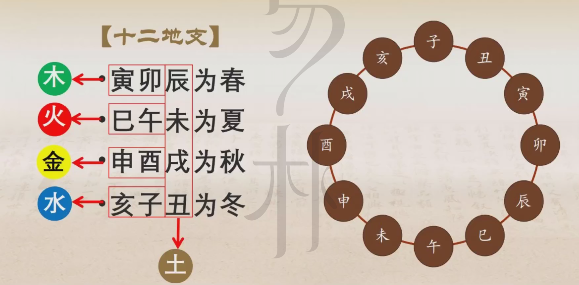 【十二地支】
木 寅卯辰为春
火 巳午未为夏
金 申酉戌为秋
水 亥子丑为冬
土
子
丑
寅
卯
辰
巳
午
未
申
酉
戌
亥